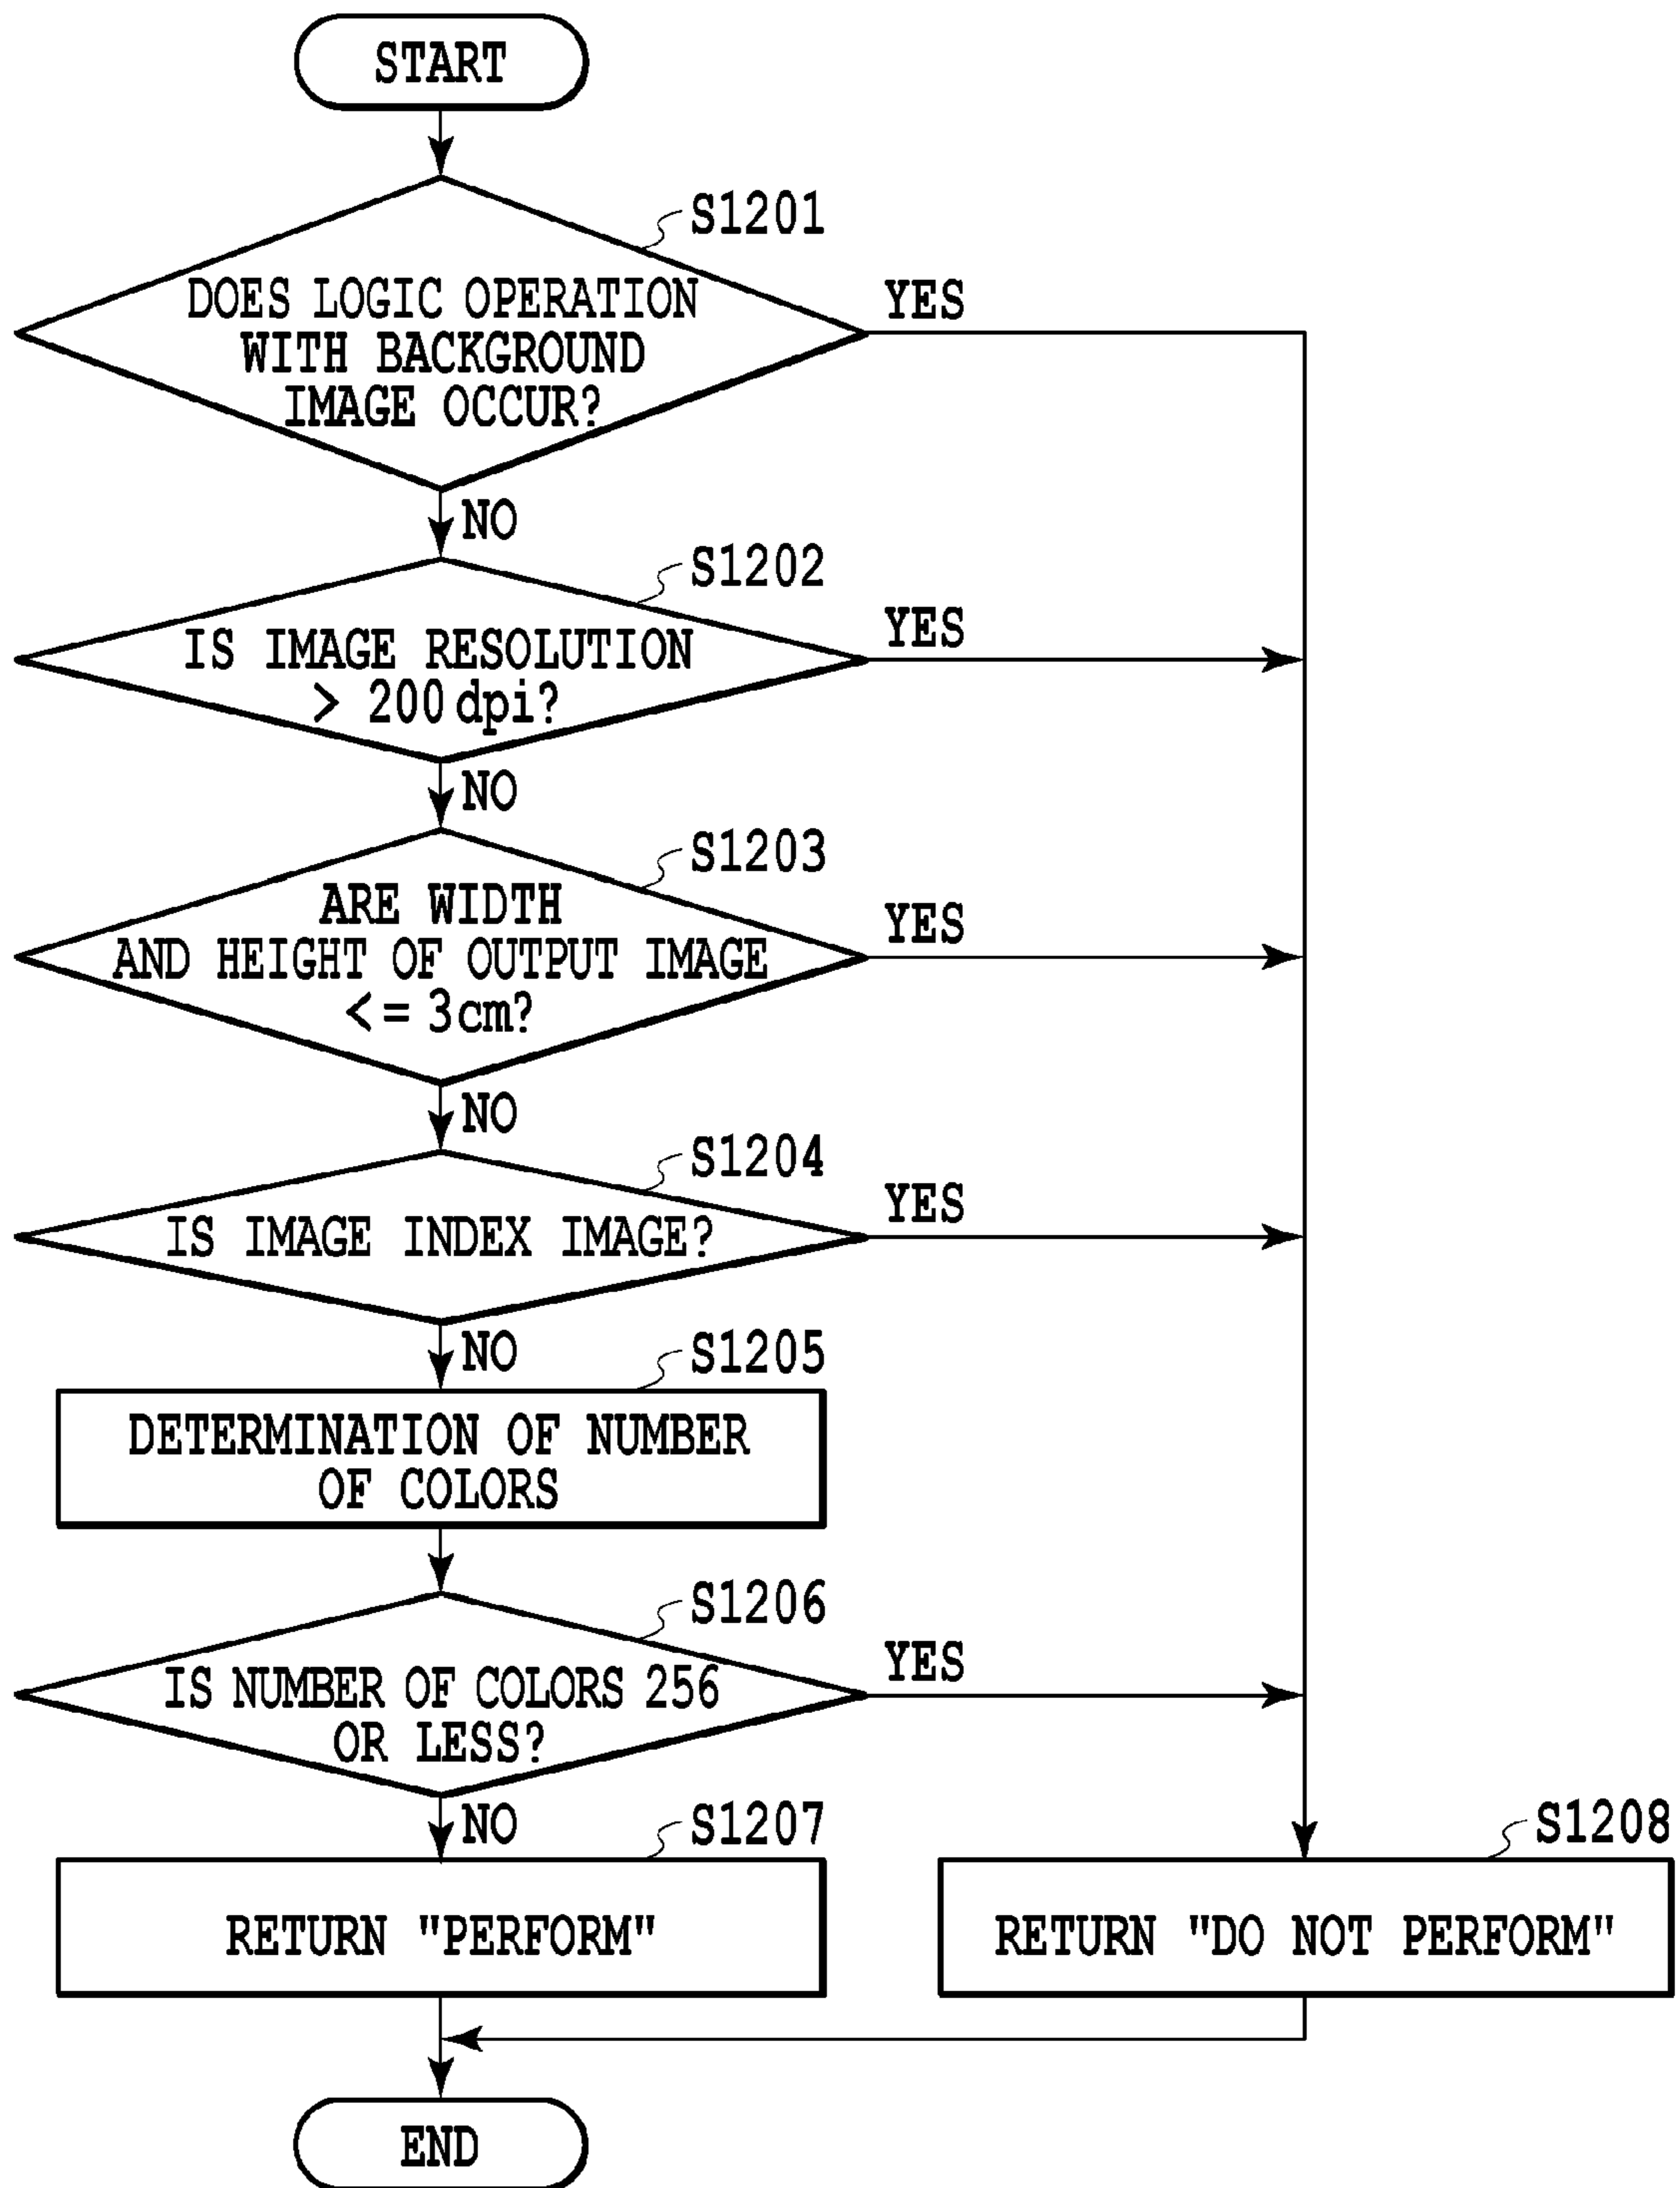 START
S1201
DOES LOGIC OPERATION
WITH BACKGROUND
IMAGE OCCUR?
YES
NO
S1202
IS IMAGE RESOLUTION
> 200 dpi?
YES
NO
S1203
ARE WIDTH
AND HEIGHT OF OUTPUT IMAGE
<= 3cm?
YES
NO
S1204
IS IMAGE INDEX IMAGE?
YES
NO
S1205
DETERMINATION OF NUMBER
OF COLORS
S1206
IS NUMBER OF COLORS 256
OR LESS?
YES
NO
S1207
RETURN "PERFORM"
S1208
RETURN "DO NOT PERFORM"
END